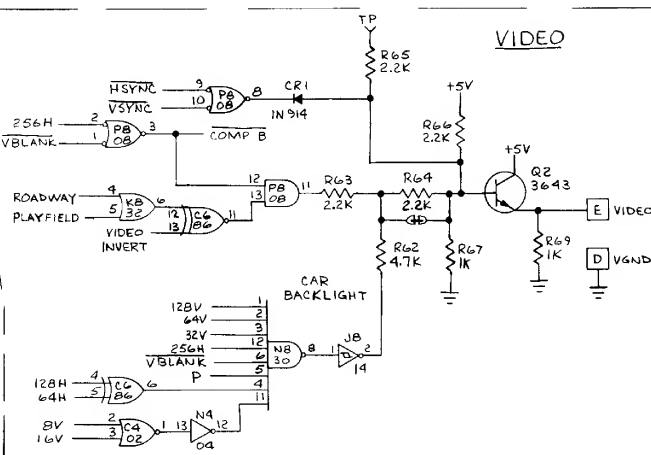 TP
VIDEO
R65
2.2K
HSYNC 9
P8
08
8
VSYNC 10
CR1
IN914
+5V
R66
2.2K
256H 2
P8
08
3
VBLANK 1
COMP B
+5V
Q2
3643
12
P8
08
11
13
R63
2.2K
R64
2.2K
ROADWAY 4
K8
32
6
PLAYFIELD 5
12
C6
86
11
13
VIDEO
INVERT
E VIDEO
R62
4.7K
R67
1K
R69
1K
D VGND
CAR
BACKLIGHT
128V 1
64V 2
32V 3
256H 12
VBLANK 6
P 5
4
11
N8
30
8
J8
1 2
14
128H 4
64H 5
C6
86
6
8V 2
16V 3
C4
02
1
13
N4
12
04